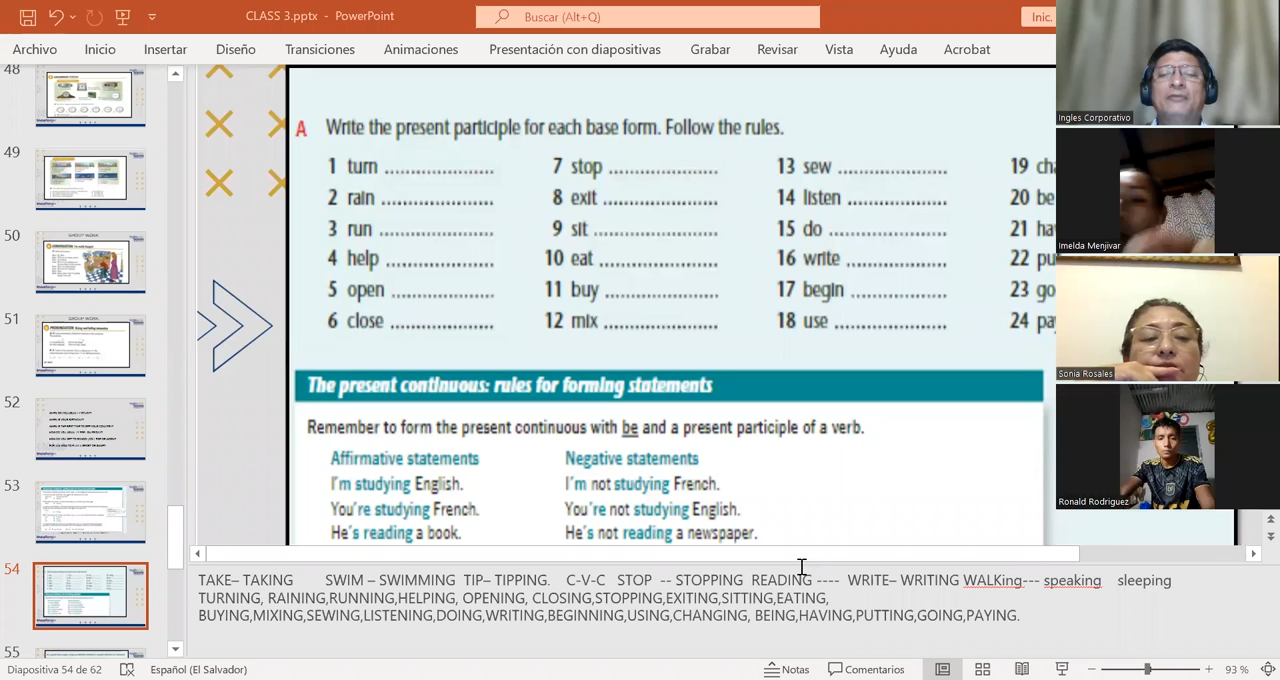 CLASS 3.pptx - PowerPoint
Buscar (Alt+Q)
Inic.
Archivo Inicio Insertar Diseño Transiciones Animaciones Presentación con diapositivas Grabar Revisar Vista Ayuda Acrobat
48
49
50
51
52
53
54
55
A Write the present participle for each base form. Follow the rules.
1 turn .................... 7 stop .................... 13 sew .................... 19 cha
2 rain .................... 8 exit .................... 14 listen .................... 20 be
3 run .................... 9 sit .................... 15 do .................... 21 ha
4 help .................... 10 eat .................... 16 write .................... 22 pu
5 open .................... 11 buy .................... 17 begin .................... 23 go
6 close .................... 12 mix .................... 18 use .................... 24 pa
The present continuous: rules for forming statements
Remember to form the present continuous with be and a present participle of a verb.
Affirmative statements Negative statements
I'm studying English. I'm not studying French.
You're studying French. You're not studying English.
He's reading a book. He's not reading a newspaper.
TAKE– TAKING SWIM – SWIMMING TIP– TIPPING. C-V-C STOP -- STOPPING READING ---- WRITE– WRITING WALKing--- speaking sleeping
TURNING, RAINING,RUNNING,HELPING, OPENING, CLOSING,STOPPING,EXITING,SITTING,EATING,
BUYING,MIXING,SEWING,LISTENING,DOING,WRITING,BEGINNING,USING,CHANGING, BEING,HAVING,PUTTING,GOING,PAYING.
Ingles Corporativo
Imelda Menjivar
Sonia Rosales
Ronald Rodriguez
Diapositiva 54 de 62 Español (El Salvador) Notas Comentarios 93 %